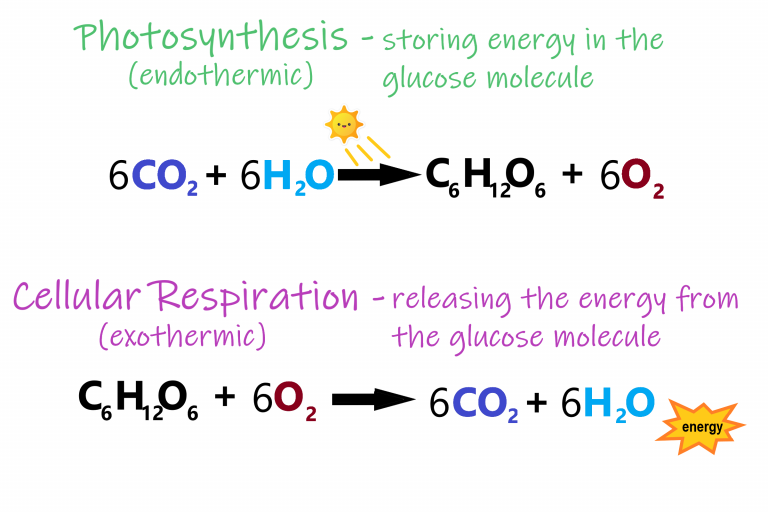 Photosynthesis - storing energy in the
(endothermic) glucose molecule
6CO₂ + 6H₂O → C₆H₁₂O₆ + 6O₂
Cellular Respiration - releasing the energy from
(exothermic) the glucose molecule
C₆H₁₂O₆ + 6O₂ → 6CO₂ + 6H₂O energy